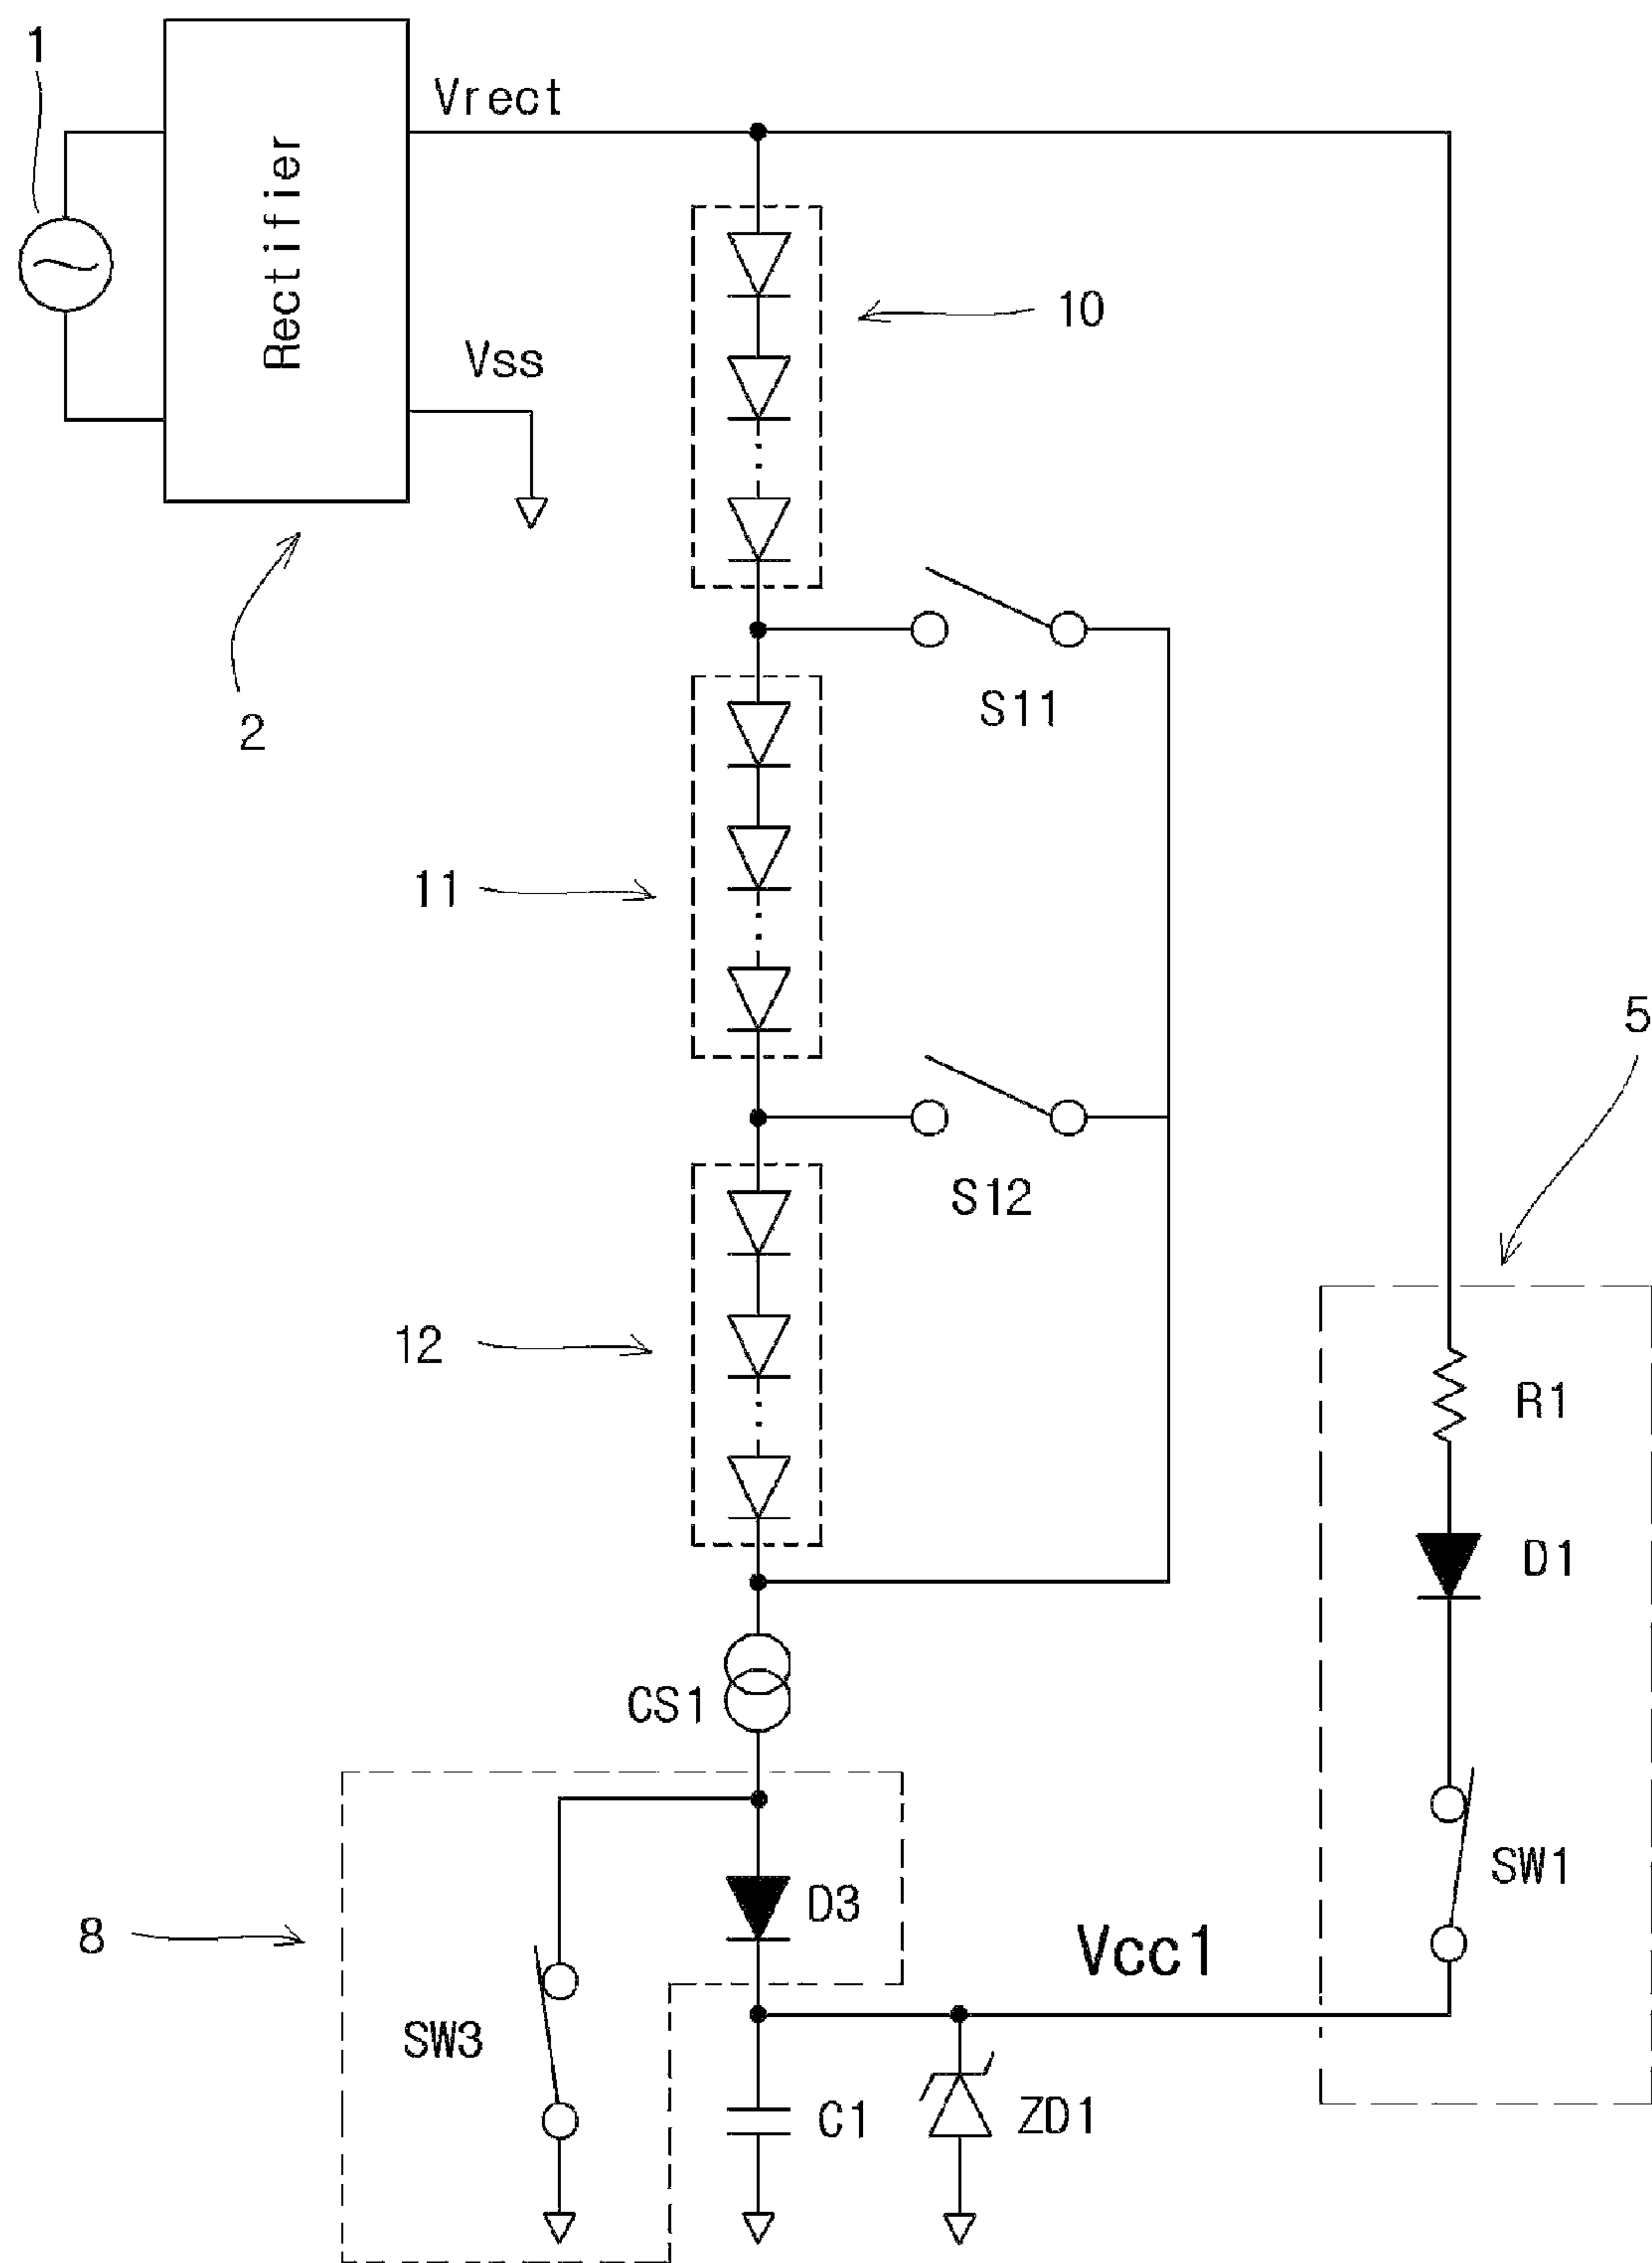 1
Vrect
Rectifier
Vss
10
2
S11
11
5
S12
12
R1
D1
CS1
SW1
D3
8
Vcc1
SW3
C1
ZD1